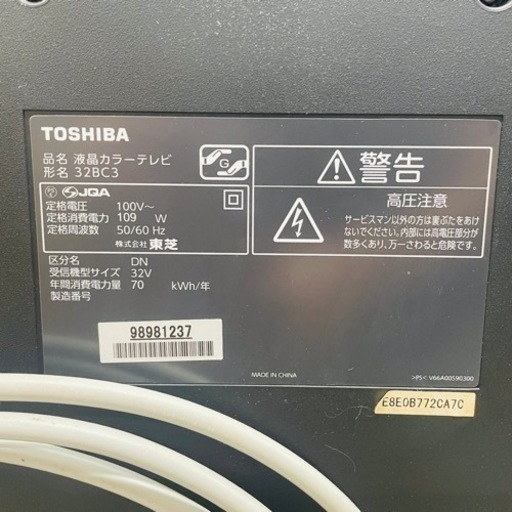 TOSHIBA
品名 液晶カラーテレビ
形名 32BC3
G
JQA
定格電圧 100V~
定格消費電力 109 W
定格周波数 50/60 Hz
株式会社 東芝
区分名 DN
受信機型サイズ 32V
年間消費電力量 70 kWh/年
製造番号
98981237
警告
高圧注意
サービスマン以外の方は裏ぶたをあけ
ないでください。内部には高電圧部分が
数多くあり、万一さわると危険です。
MADE IN CHINA
>PS< V66A00590300
E8E0B772CA7C